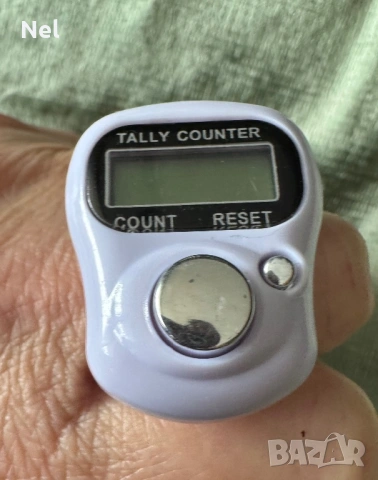 Nel
TALLY COUNTER
COUNT RESET
BAZAR